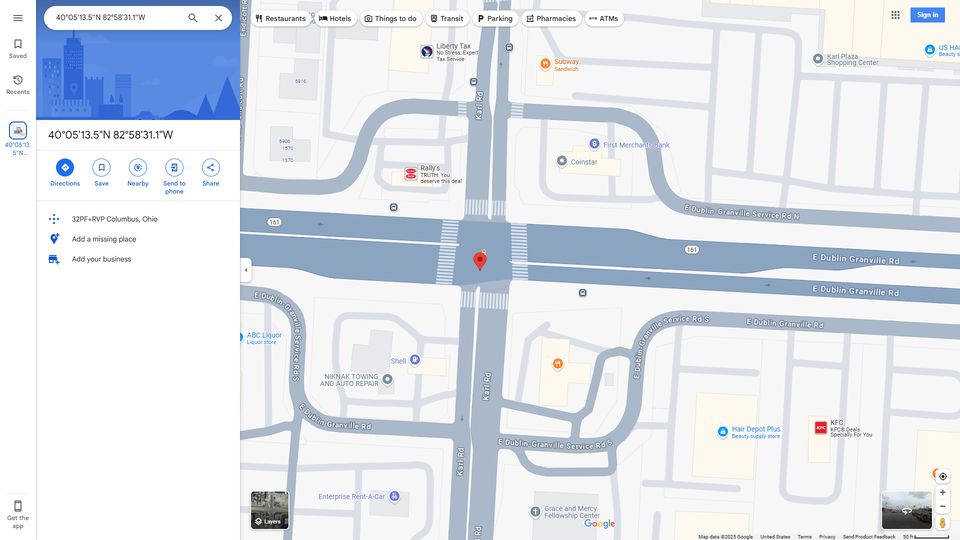 40°05'13.5"N 82°58'31.1"W
Restaurants
Hotels
Things to do
Transit
Parking
Pharmacies
ATMs
Sign in
Saved
Recents
40°05'13.
5"N...
40°05'13.5"N 82°58'31.1"W
Directions
Save
Nearby
Send to
phone
Share
32PF+RVP Columbus, Ohio
Add a missing place
Add your business
Get the
app
Endicott Rd
Liberty Tax
No Stress, Expert
Tax Service
5916
Subway
Sandwich
Karl Plaza
Shopping Center
US HAI
Beauty s
Karl Rd
5906
1570
1370
First Merchants Bank
Coinstar
Rally's
TRUTH: You
deserve this deal
E Dublin-Granville Service Rd N
161
161
E Dublin Granville Rd
E Dublin Granville Rd
E Dublin-Granville Service Rd S
E Dublin-Granville Service Rd S
E Dublin Granville Rd
ABC Liquor
Liquor store
Shell
NIKNAK TOWING
AND AUTO REPAIR
Karl Rd
E Dublin Granville Rd
Hair Depot Plus
Beauty supply store
KFC
KFC
KFC® Deals
Specially For You
E Dublin-Granville Service Rd S
Karl Rd
Enterprise Rent-A-Car
Grace and Mercy
Fellowship Center
Layers
Google
Rd
Map data ©2025 Google
United States
Terms
Privacy
Send Product Feedback
50 ft